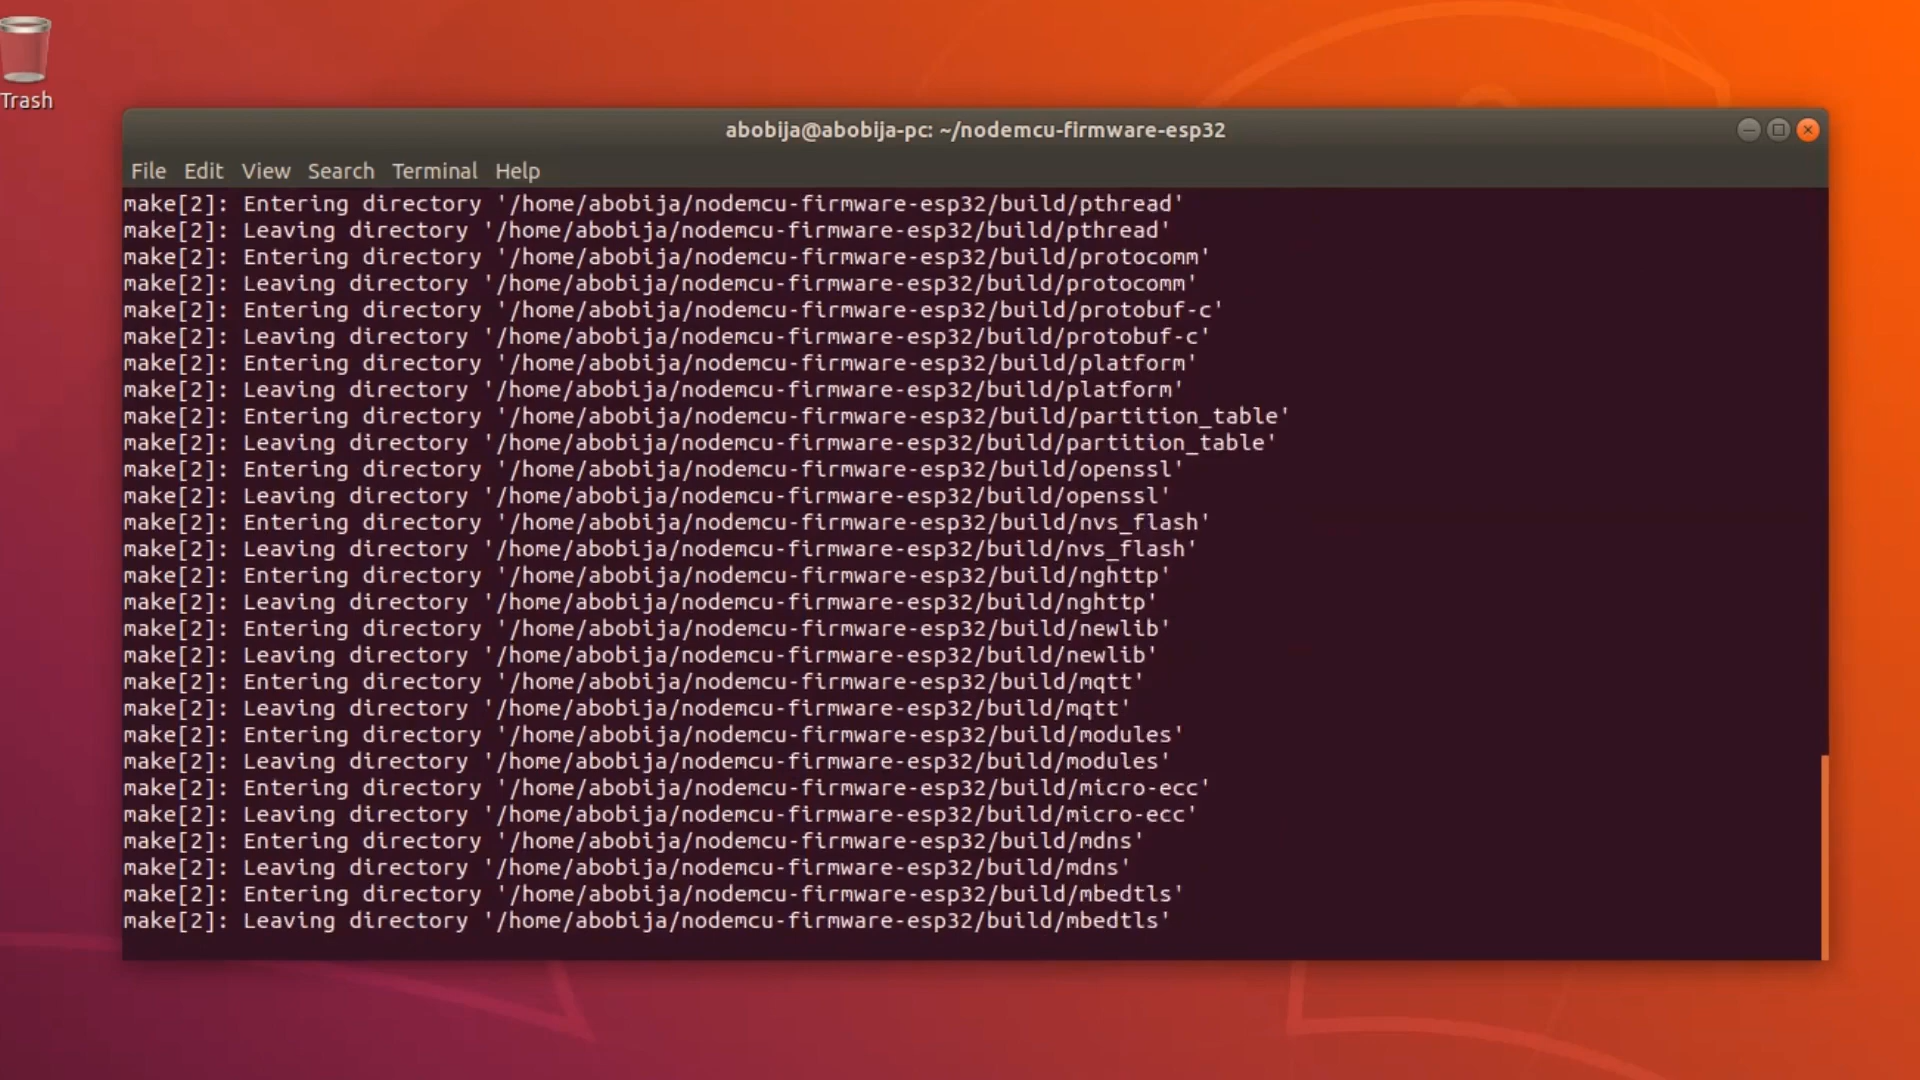 Trash
abobija@abobija-pc: ~/nodemcu-firmware-esp32
File Edit View Search Terminal Help
make[2]: Entering directory '/home/abobija/nodemcu-firmware-esp32/build/pthread'
make[2]: Leaving directory '/home/abobija/nodemcu-firmware-esp32/build/pthread'
make[2]: Entering directory '/home/abobija/nodemcu-firmware-esp32/build/protocomm'
make[2]: Leaving directory '/home/abobija/nodemcu-firmware-esp32/build/protocomm'
make[2]: Entering directory '/home/abobija/nodemcu-firmware-esp32/build/protobuf-c'
make[2]: Leaving directory '/home/abobija/nodemcu-firmware-esp32/build/protobuf-c'
make[2]: Entering directory '/home/abobija/nodemcu-firmware-esp32/build/platform'
make[2]: Leaving directory '/home/abobija/nodemcu-firmware-esp32/build/platform'
make[2]: Entering directory '/home/abobija/nodemcu-firmware-esp32/build/partition_table'
make[2]: Leaving directory '/home/abobija/nodemcu-firmware-esp32/build/partition_table'
make[2]: Entering directory '/home/abobija/nodemcu-firmware-esp32/build/openssl'
make[2]: Leaving directory '/home/abobija/nodemcu-firmware-esp32/build/openssl'
make[2]: Entering directory '/home/abobija/nodemcu-firmware-esp32/build/nvs_flash'
make[2]: Leaving directory '/home/abobija/nodemcu-firmware-esp32/build/nvs_flash'
make[2]: Entering directory '/home/abobija/nodemcu-firmware-esp32/build/nghttp'
make[2]: Leaving directory '/home/abobija/nodemcu-firmware-esp32/build/nghttp'
make[2]: Entering directory '/home/abobija/nodemcu-firmware-esp32/build/newlib'
make[2]: Leaving directory '/home/abobija/nodemcu-firmware-esp32/build/newlib'
make[2]: Entering directory '/home/abobija/nodemcu-firmware-esp32/build/mqtt'
make[2]: Leaving directory '/home/abobija/nodemcu-firmware-esp32/build/mqtt'
make[2]: Entering directory '/home/abobija/nodemcu-firmware-esp32/build/modules'
make[2]: Leaving directory '/home/abobija/nodemcu-firmware-esp32/build/modules'
make[2]: Entering directory '/home/abobija/nodemcu-firmware-esp32/build/micro-ecc'
make[2]: Leaving directory '/home/abobija/nodemcu-firmware-esp32/build/micro-ecc'
make[2]: Entering directory '/home/abobija/nodemcu-firmware-esp32/build/mdns'
make[2]: Leaving directory '/home/abobija/nodemcu-firmware-esp32/build/mdns'
make[2]: Entering directory '/home/abobija/nodemcu-firmware-esp32/build/mbedtls'
make[2]: Leaving directory '/home/abobija/nodemcu-firmware-esp32/build/mbedtls'